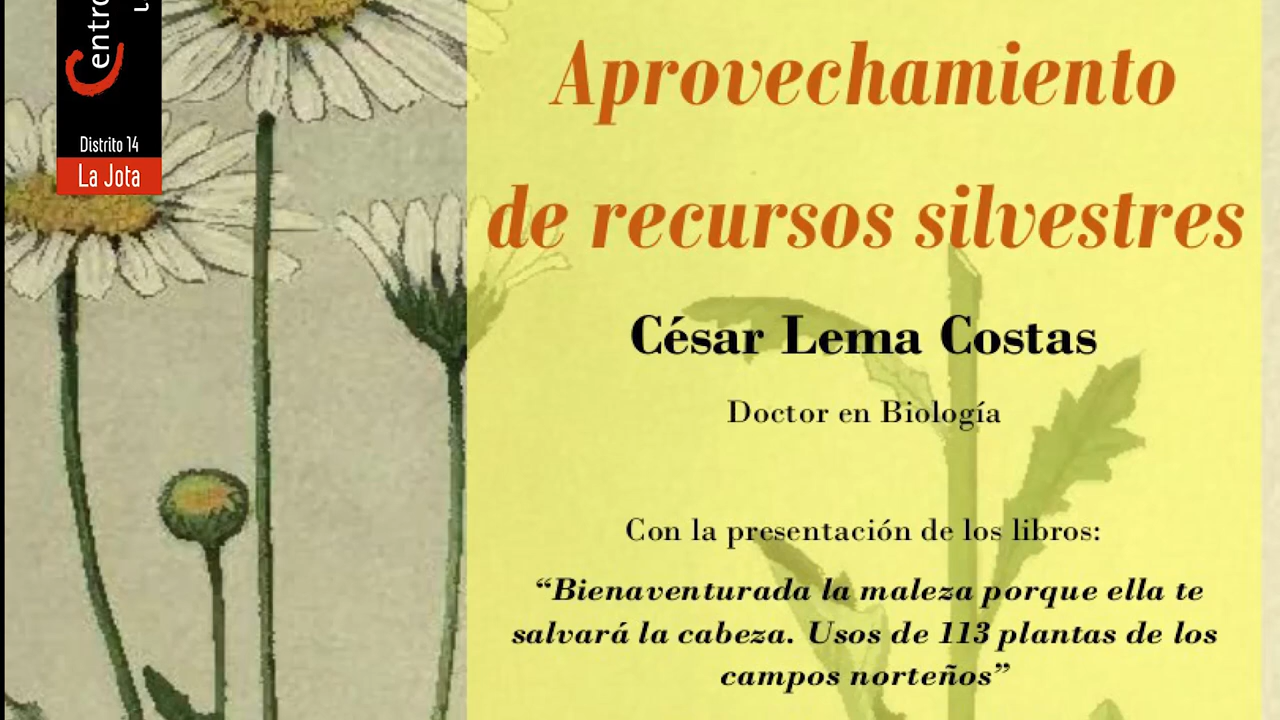 entro
Distrito 14
La Jota
Aprovechamiento
de recursos silvestres
César Lema Costas
Doctor en Biología
Con la presentación de los libros:
“Bienaventurada la maleza porque ella te
salvará la cabeza. Usos de 113 plantas de los
campos norteños”